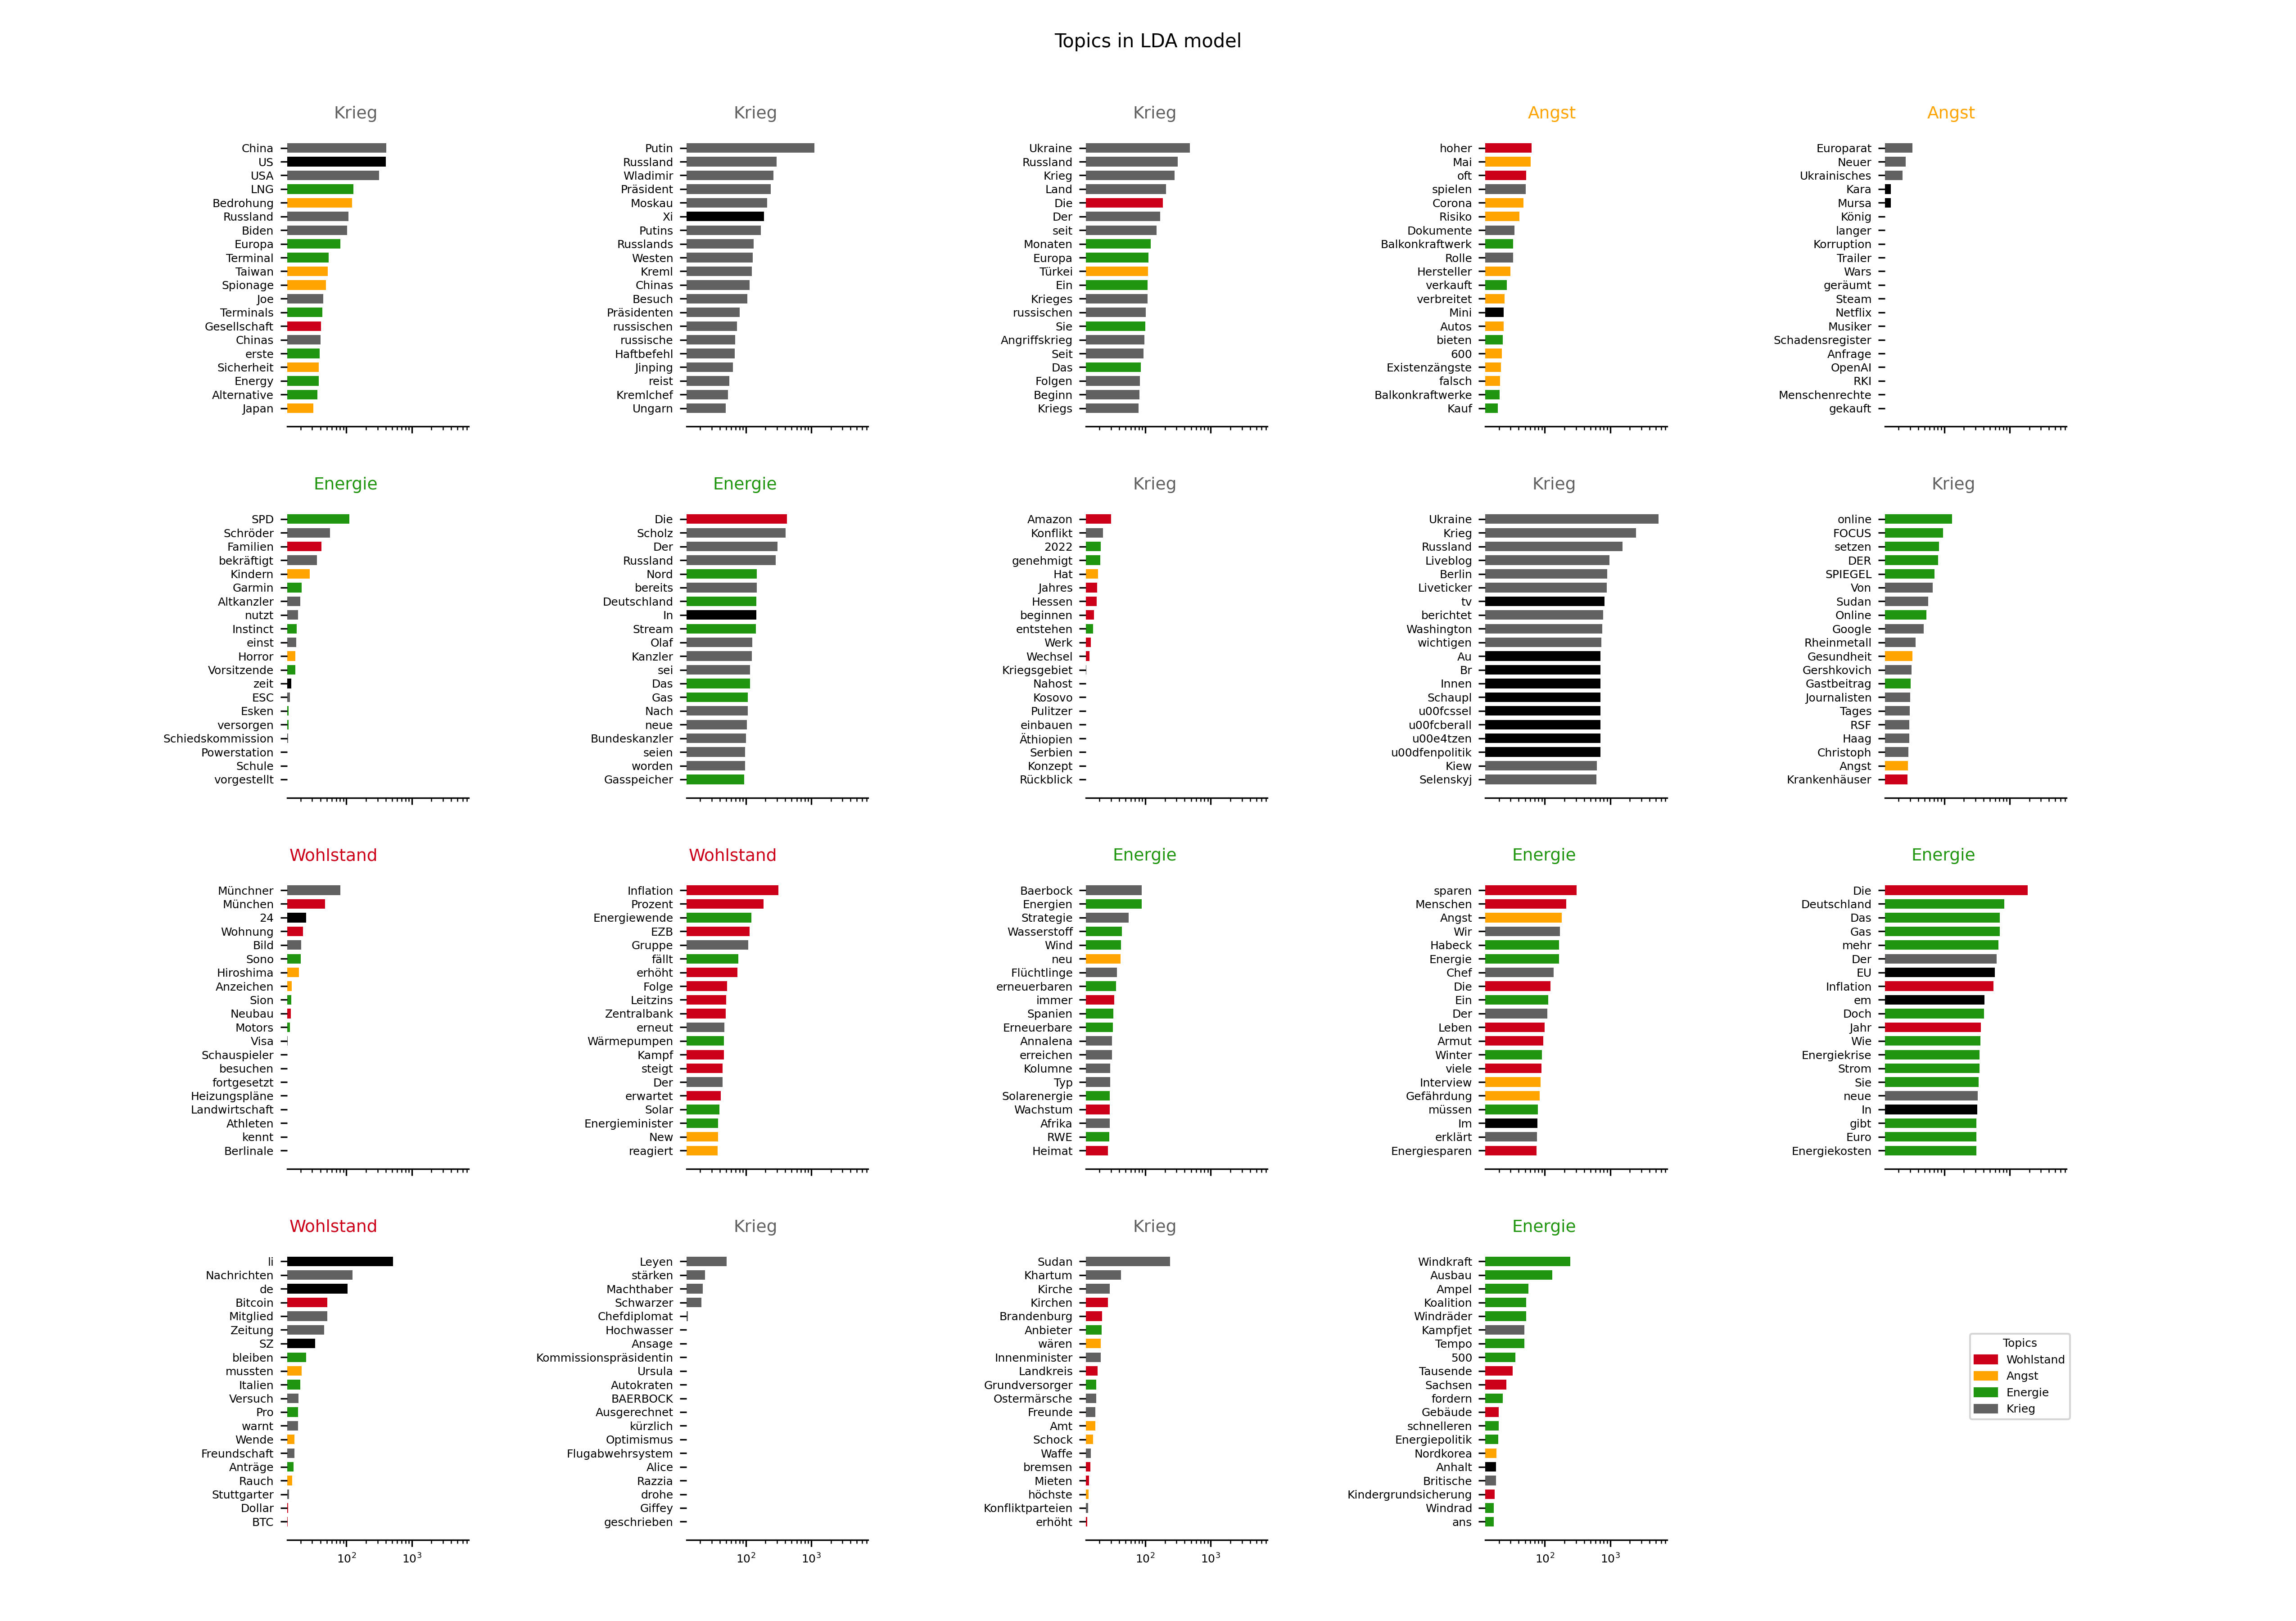 Topics in LDA model
Krieg
China
US
USA
LNG
Bedrohung
Russland
Biden
Europa
Terminal
Taiwan
Spionage
Joe
Terminals
Gesellschaft
Chinas
erste
Sicherheit
Energy
Alternative
Japan
Krieg
Putin
Russland
Wladimir
Präsident
Moskau
Xi
Putins
Russlands
Westen
Kreml
Chinas
Besuch
Präsidenten
russischen
russische
Haftbefehl
Jinping
reist
Kremlchef
Ungarn
Krieg
Ukraine
Russland
Krieg
Land
Die
Der
seit
Monaten
Europa
Türkei
Ein
Krieges
russischen
Sie
Angriffskrieg
Seit
Das
Folgen
Beginn
Kriegs
Angst
hoher
Mai
oft
spielen
Corona
Risiko
Dokumente
Balkonkraftwerk
Rolle
Hersteller
verkauft
verbreitet
Mini
Autos
bieten
600
Existenzängste
falsch
Balkonkraftwerke
Kauf
Angst
Europarat
Neuer
Ukrainisches
Kara
Mursa
König
langer
Korruption
Trailer
Wars
geräumt
Steam
Netflix
Musiker
Schadensregister
Anfrage
OpenAI
RKI
Menschenrechte
gekauft
Energie
SPD
Schröder
Familien
bekräftigt
Kindern
Garmin
Altkanzler
nutzt
Instinct
einst
Horror
Vorsitzende
zeit
ESC
Esken
versorgen
Schiedskommission
Powerstation
Schule
vorgestellt
Energie
Die
Scholz
Der
Russland
Nord
bereits
Deutschland
In
Stream
Olaf
Kanzler
sei
Das
Gas
Nach
neue
Bundeskanzler
seien
worden
Gasspeicher
Krieg
Amazon
Konflikt
2022
genehmigt
Hat
Jahres
Hessen
beginnen
entstehen
Werk
Wechsel
Kriegsgebiet
Nahost
Kosovo
Pulitzer
einbauen
Äthiopien
Serbien
Konzept
Rückblick
Krieg
Ukraine
Krieg
Russland
Liveblog
Berlin
Liveticker
tv
berichtet
Washington
wichtigen
Au
Br
Innen
Schaupl
u00fcssel
u00fcberall
u00e4tzen
u00dfenpolitik
Kiew
Selenskyj
Krieg
online
FOCUS
setzen
DER
SPIEGEL
Von
Sudan
Online
Google
Rheinmetall
Gesundheit
Gershkovich
Gastbeitrag
Journalisten
Tages
RSF
Haag
Christoph
Angst
Krankenhäuser
Wohlstand
Münchner
München
24
Wohnung
Bild
Sono
Hiroshima
Anzeichen
Sion
Neubau
Motors
Visa
Schauspieler
besuchen
fortgesetzt
Heizungspläne
Landwirtschaft
Athleten
kennt
Berlinale
Wohlstand
Inflation
Prozent
Energiewende
EZB
Gruppe
fällt
erhöht
Folge
Leitzins
Zentralbank
erneut
Wärmepumpen
Kampf
steigt
Der
erwartet
Solar
Energieminister
New
reagiert
Energie
Baerbock
Energien
Strategie
Wasserstoff
Wind
neu
Flüchtlinge
erneuerbaren
immer
Spanien
Erneuerbare
Annalena
erreichen
Kolumne
Typ
Solarenergie
Wachstum
Afrika
RWE
Heimat
Energie
sparen
Menschen
Angst
Wir
Habeck
Energie
Chef
Die
Ein
Der
Leben
Armut
Winter
viele
Interview
Gefährdung
müssen
Im
erklärt
Energiesparen
Energie
Die
Deutschland
Das
Gas
mehr
Der
EU
Inflation
em
Doch
Jahr
Wie
Energiekrise
Strom
Sie
neue
In
gibt
Euro
Energiekosten
Wohlstand
li
Nachrichten
de
Bitcoin
Mitglied
Zeitung
SZ
bleiben
mussten
Italien
Versuch
Pro
warnt
Wende
Freundschaft
Anträge
Rauch
Stuttgarter
Dollar
BTC
10² 10³
Krieg
Leyen
stärken
Machthaber
Schwarzer
Chefdiplomat
Hochwasser
Ansage
Kommissionspräsidentin
Ursula
Autokraten
BAERBOCK
Ausgerechnet
kürzlich
Optimismus
Flugabwehrsystem
Alice
Razzia
drohe
Giffey
geschrieben
10² 10³
Krieg
Sudan
Khartum
Kirche
Kirchen
Brandenburg
Anbieter
wären
Innenminister
Landkreis
Grundversorger
Ostermärsche
Freunde
Amt
Schock
Waffe
bremsen
Mieten
höchste
Konfliktparteien
erhöht
10² 10³
Energie
Windkraft
Ausbau
Ampel
Koalition
Windräder
Kampfjet
Tempo
500
Tausende
Sachsen
fordern
Gebäude
schnelleren
Energiepolitik
Nordkorea
Anhalt
Britische
Kindergrundsicherung
Windrad
ans
10² 10³
Topics
Wohlstand
Angst
Energie
Krieg